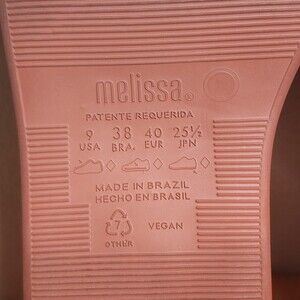 melissa®
PATENTE REQUERIDA
9 38 40 25½
USA BRA. EUR JPN
MADE IN BRAZIL
HECHO EN BRASIL
7 VEGAN
OTHER